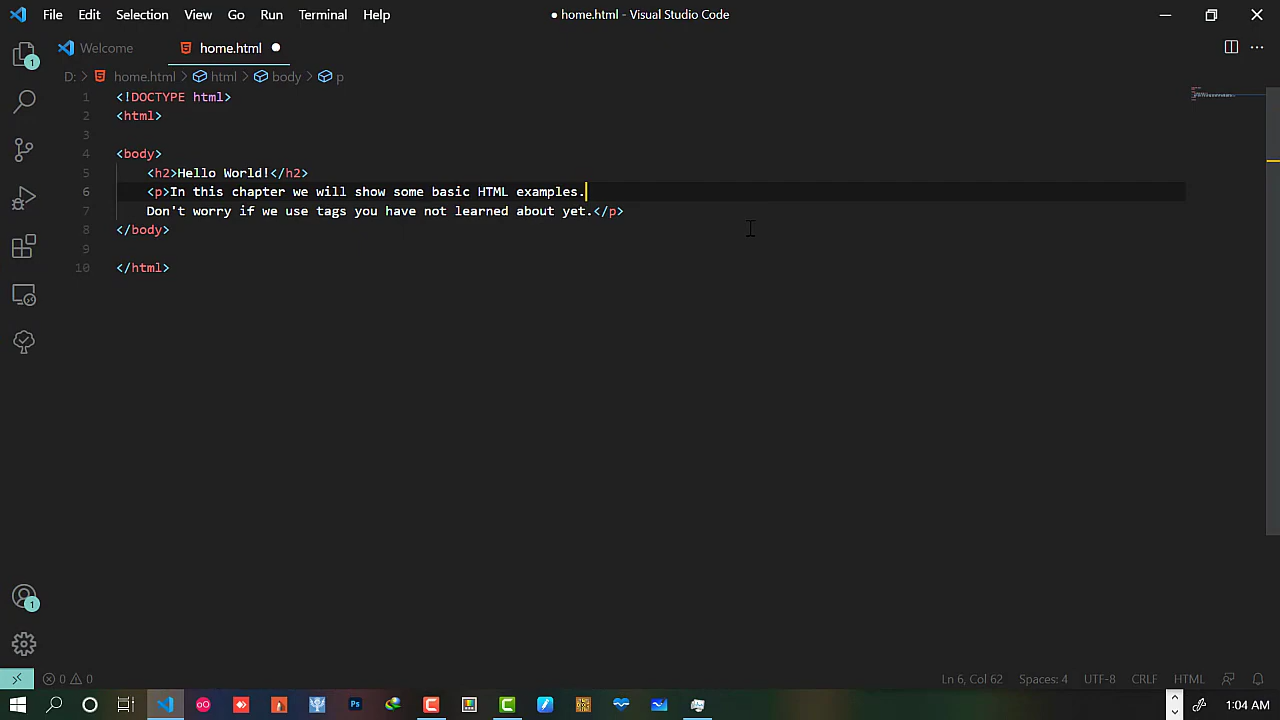 File Edit Selection View Go Run Terminal Help ● home.html - Visual Studio Code
Welcome home.html
D: > home.html > html > body > p
1 <!DOCTYPE html>
2 <html>
3
4 <body>
5 <h2>Hello World!</h2>
6 <p>In this chapter we will show some basic HTML examples.
7 Don't worry if we use tags you have not learned about yet.</p>
8 </body>
9
10 </html>
1
1
0 0 Ln 6, Col 62 Spaces: 4 UTF-8 CRLF HTML
Ps 1:04 AM